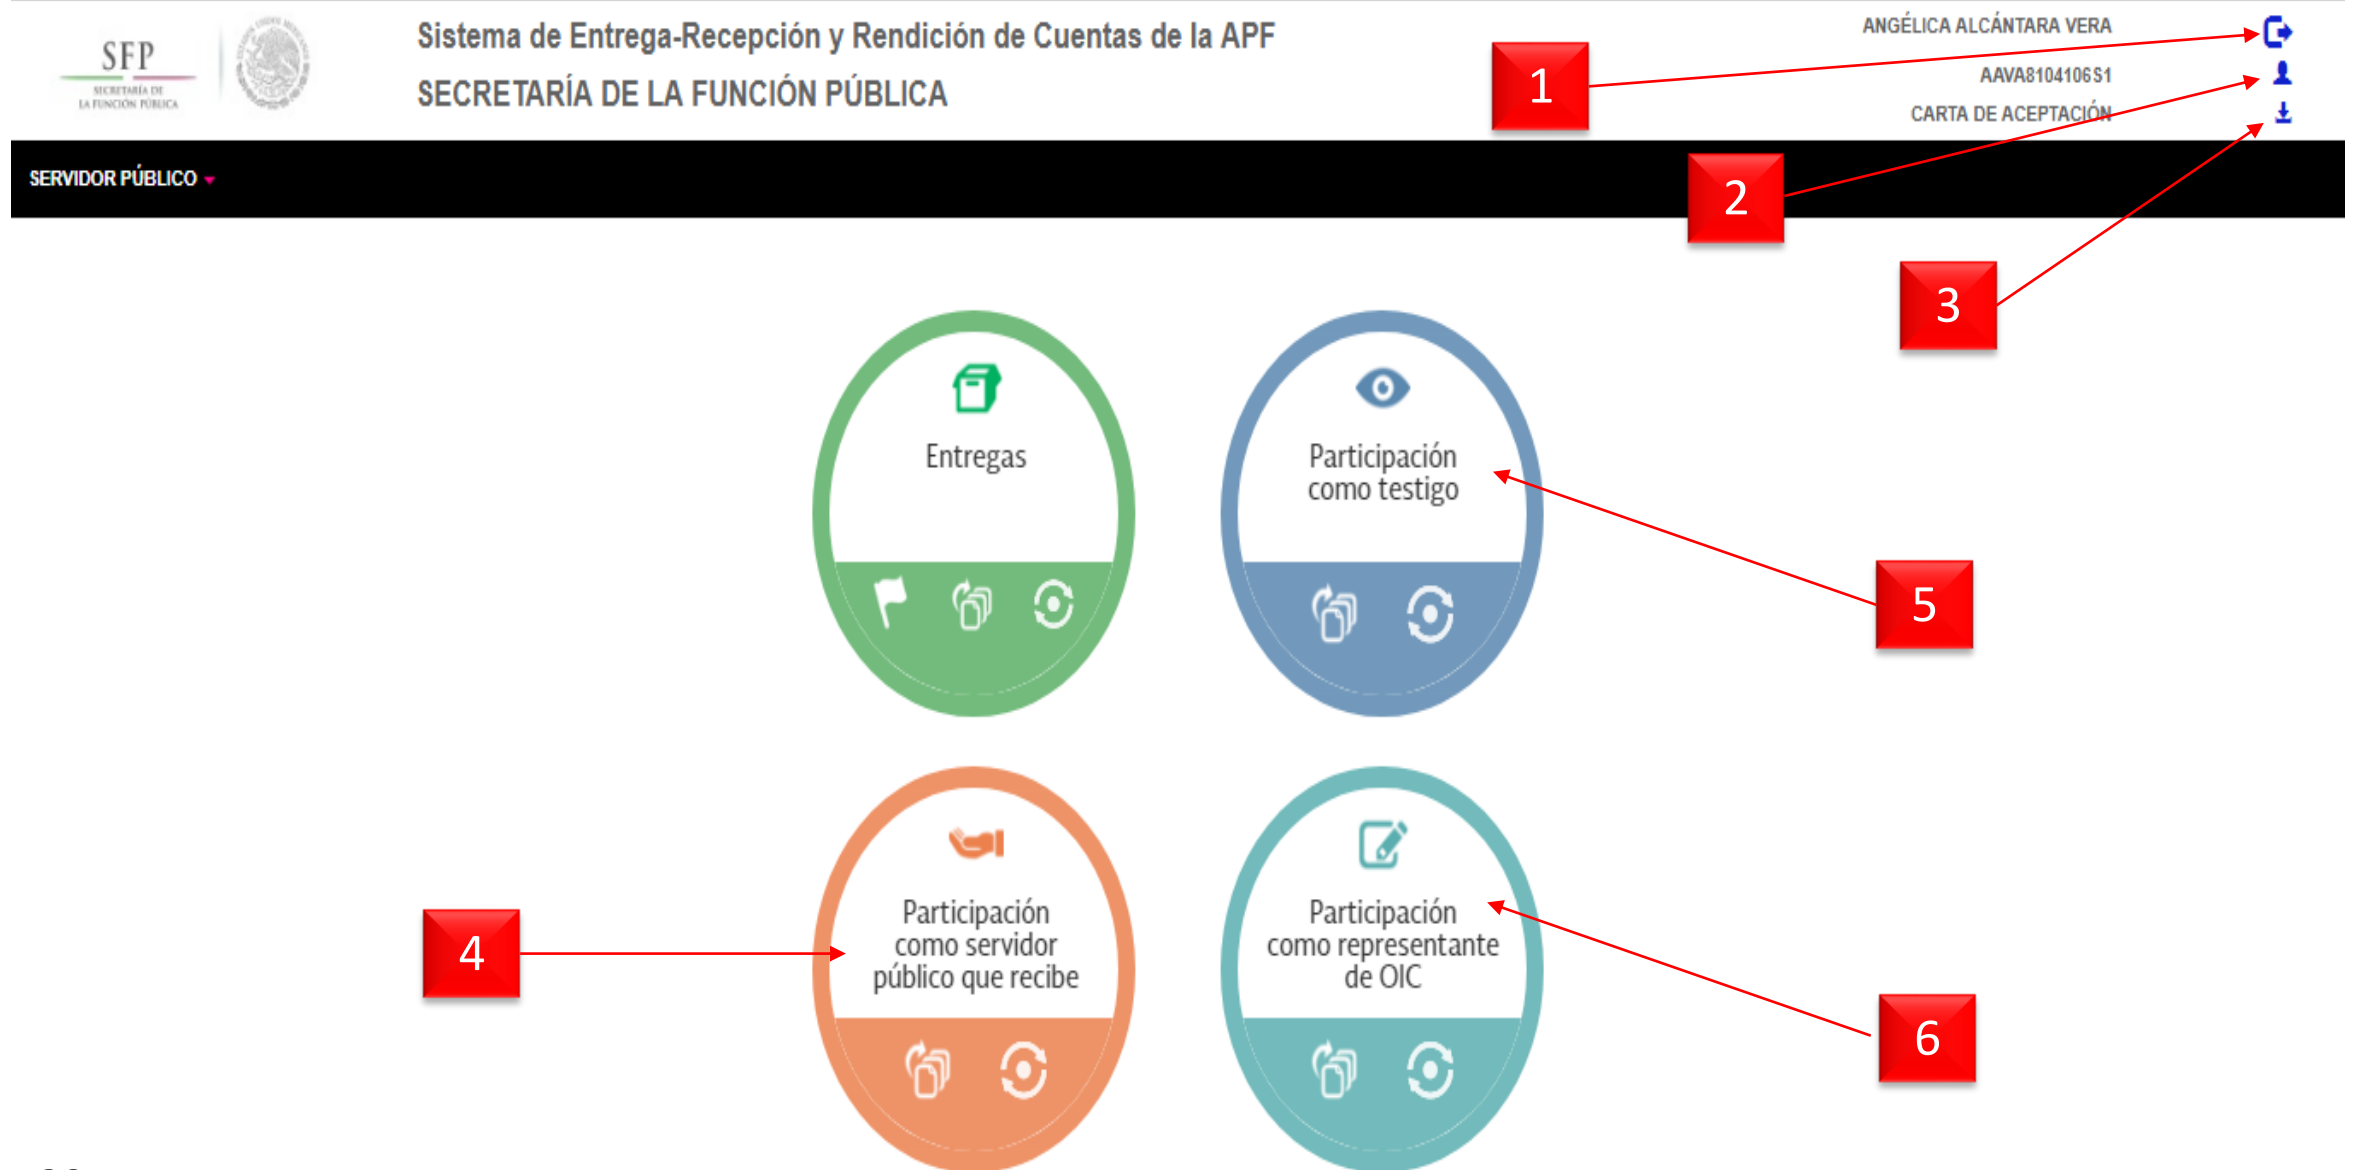 SFP
SECRETARÍA DE
LA FUNCIÓN PÚBLICA
Sistema de Entrega-Recepción y Rendición de Cuentas de la APF
SECRETARÍA DE LA FUNCIÓN PÚBLICA
ANGÉLICA ALCÁNTARA VERA
AAVA8104106S1
CARTA DE ACEPTACIÓN
1
SERVIDOR PÚBLICO
2
3
Entregas
Participación
como testigo
5
4
Participación
como servidor
público que recibe
Participación
como representante
de OIC
6